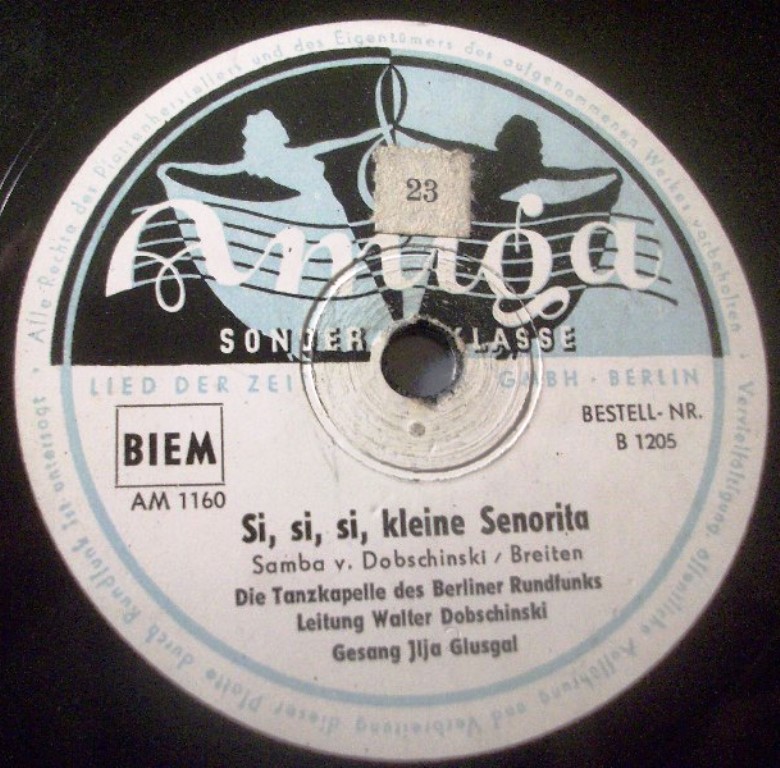 Alle Rechte des Plattenherstellers und des Eigentümers des aufgenommenen Werkes vorbehalten · Vervielfältigung, öffentliche Aufführung und Verbreitung dieser Platte durch Rundfunk ist untersagt ·
23
Amiga
SONDER KLASSE
LIED DER ZEI GMBH · BERLIN
BIEM
BESTELL-NR.
B 1205
AM 1160
Si, si, si, kleine Senorita
Samba v. Dobschinski / Breiten
Die Tanzkapelle des Berliner Rundfunks
Leitung Walter Dobschinski
Gesang Jlja Glusgal